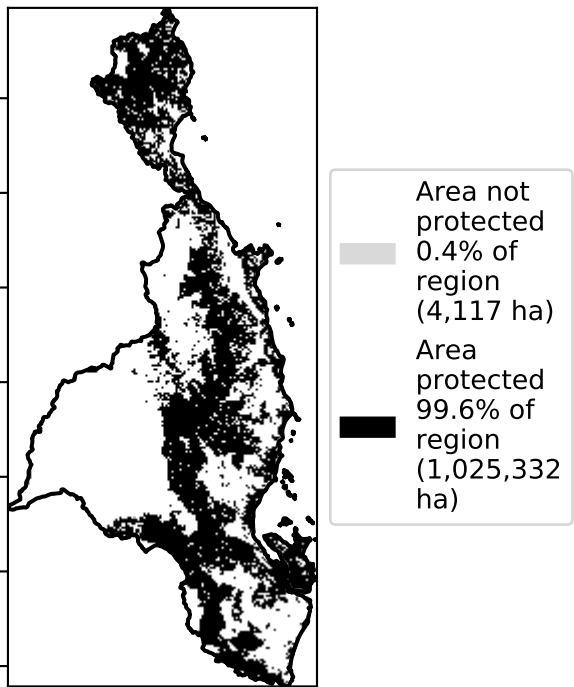 Area not
protected
0.4% of
region
(4,117 ha)
Area
protected
99.6% of
region
(1,025,332
ha)